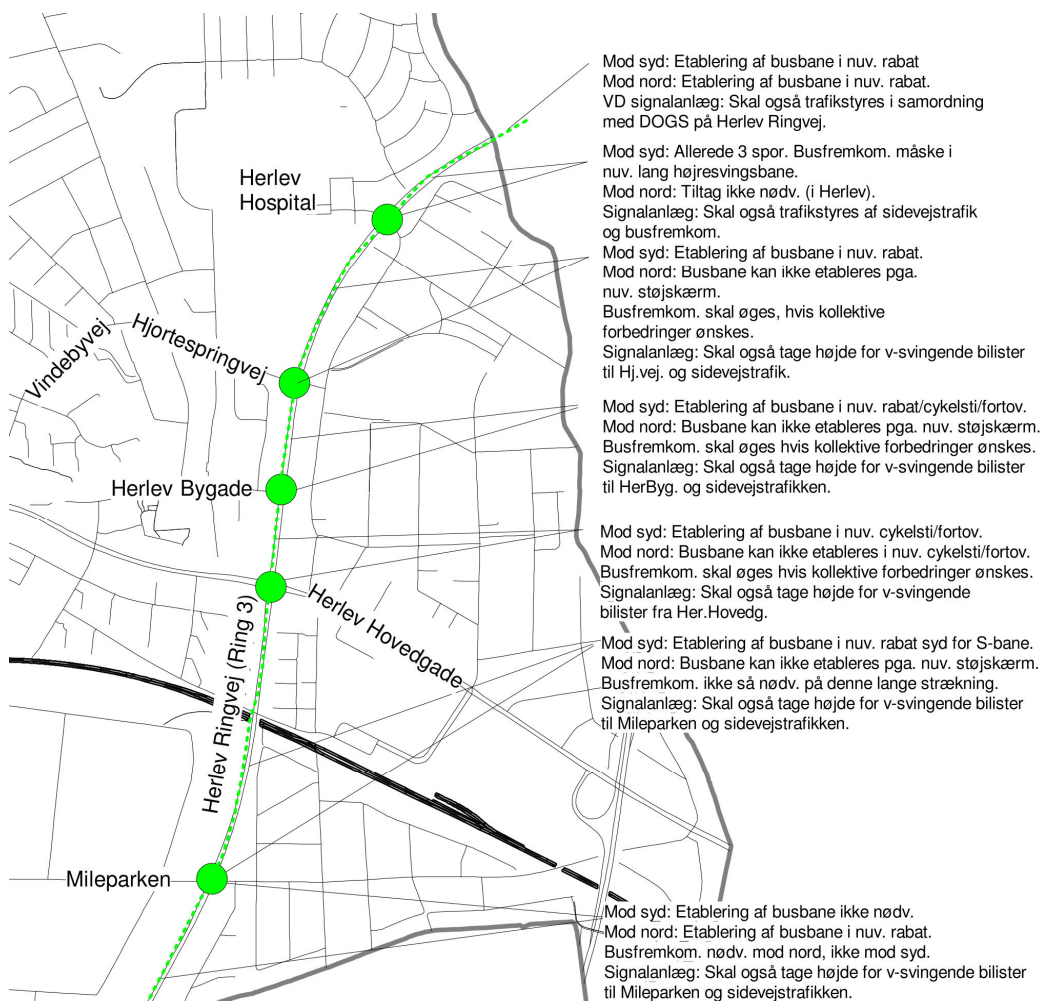 Mod syd: Etablering af busbane i nuv. rabat
Mod nord: Etablering af busbane i nuv. rabat.
VD signalanlæg: Skal også trafikstyres i samordning
med DOGS på Herlev Ringvej.
Mod syd: Allerede 3 spor. Busfremkom. måske i
nuv. lang højresvingsbane.
Mod nord: Tiltag ikke nødv. (i Herlev).
Signalanlæg: Skal også trafikstyres af sidevejstrafik
og busfremkom.
Mod syd: Etablering af busbane i nuv. rabat.
Mod nord: Busbane kan ikke etableres pga.
nuv. støjskærm.
Busfremkom. skal øges, hvis kollektive
forbedringer ønskes.
Signalanlæg: Skal også tage højde for v-svingende bilister
til Hj.vej. og sidevejstrafik.
Mod syd: Etablering af busbane i nuv. rabat/cykelsti/fortov.
Mod nord: Busbane kan ikke etableres pga. nuv. støjskærm.
Busfremkom. skal øges hvis kollektive forbedringer ønskes.
Signalanlæg: Skal også tage højde for v-svingende bilister
til HerByg. og sidevejstrafikken.
Mod syd: Etablering af busbane i nuv. cykelsti/fortov.
Mod nord: Busbane kan ikke etableres i nuv. cykelsti/fortov.
Busfremkom. skal øges hvis kollektive forbedringer ønskes.
Signalanlæg: Skal også tage højde for v-svingende
bilister fra Her.Hovedg.
Mod syd: Etablering af busbane i nuv. rabat syd for S-bane.
Mod nord: Busbane kan ikke etableres pga. nuv. støjskærm.
Busfremkom. ikke så nødv. på denne lange strækning.
Signalanlæg: Skal også tage højde for v-svingende bilister
til Mileparken og sidevejstrafikken.
Mod syd: Etablering af busbane ikke nødv.
Mod nord: Etablering af busbane i nuv. rabat.
Busfremkom. nødv. mod nord, ikke mod syd.
Signalanlæg: Skal også tage højde for v-svingende bilister
til Mileparken og sidevejstrafikken.
Herlev
Hospital
Vindebyvej
Hjortespringvej
Herlev Bygade
Herlev Hovedgade
Herlev Ringvej (Ring 3)
Mileparken